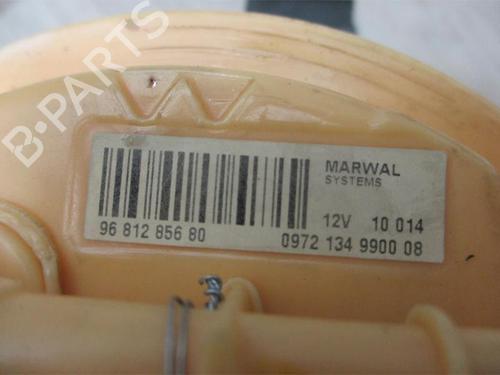 B-PARTS
MARWAL
SYSTEMS
12V 10 014
96 812 856 80 0972 134 9900 08